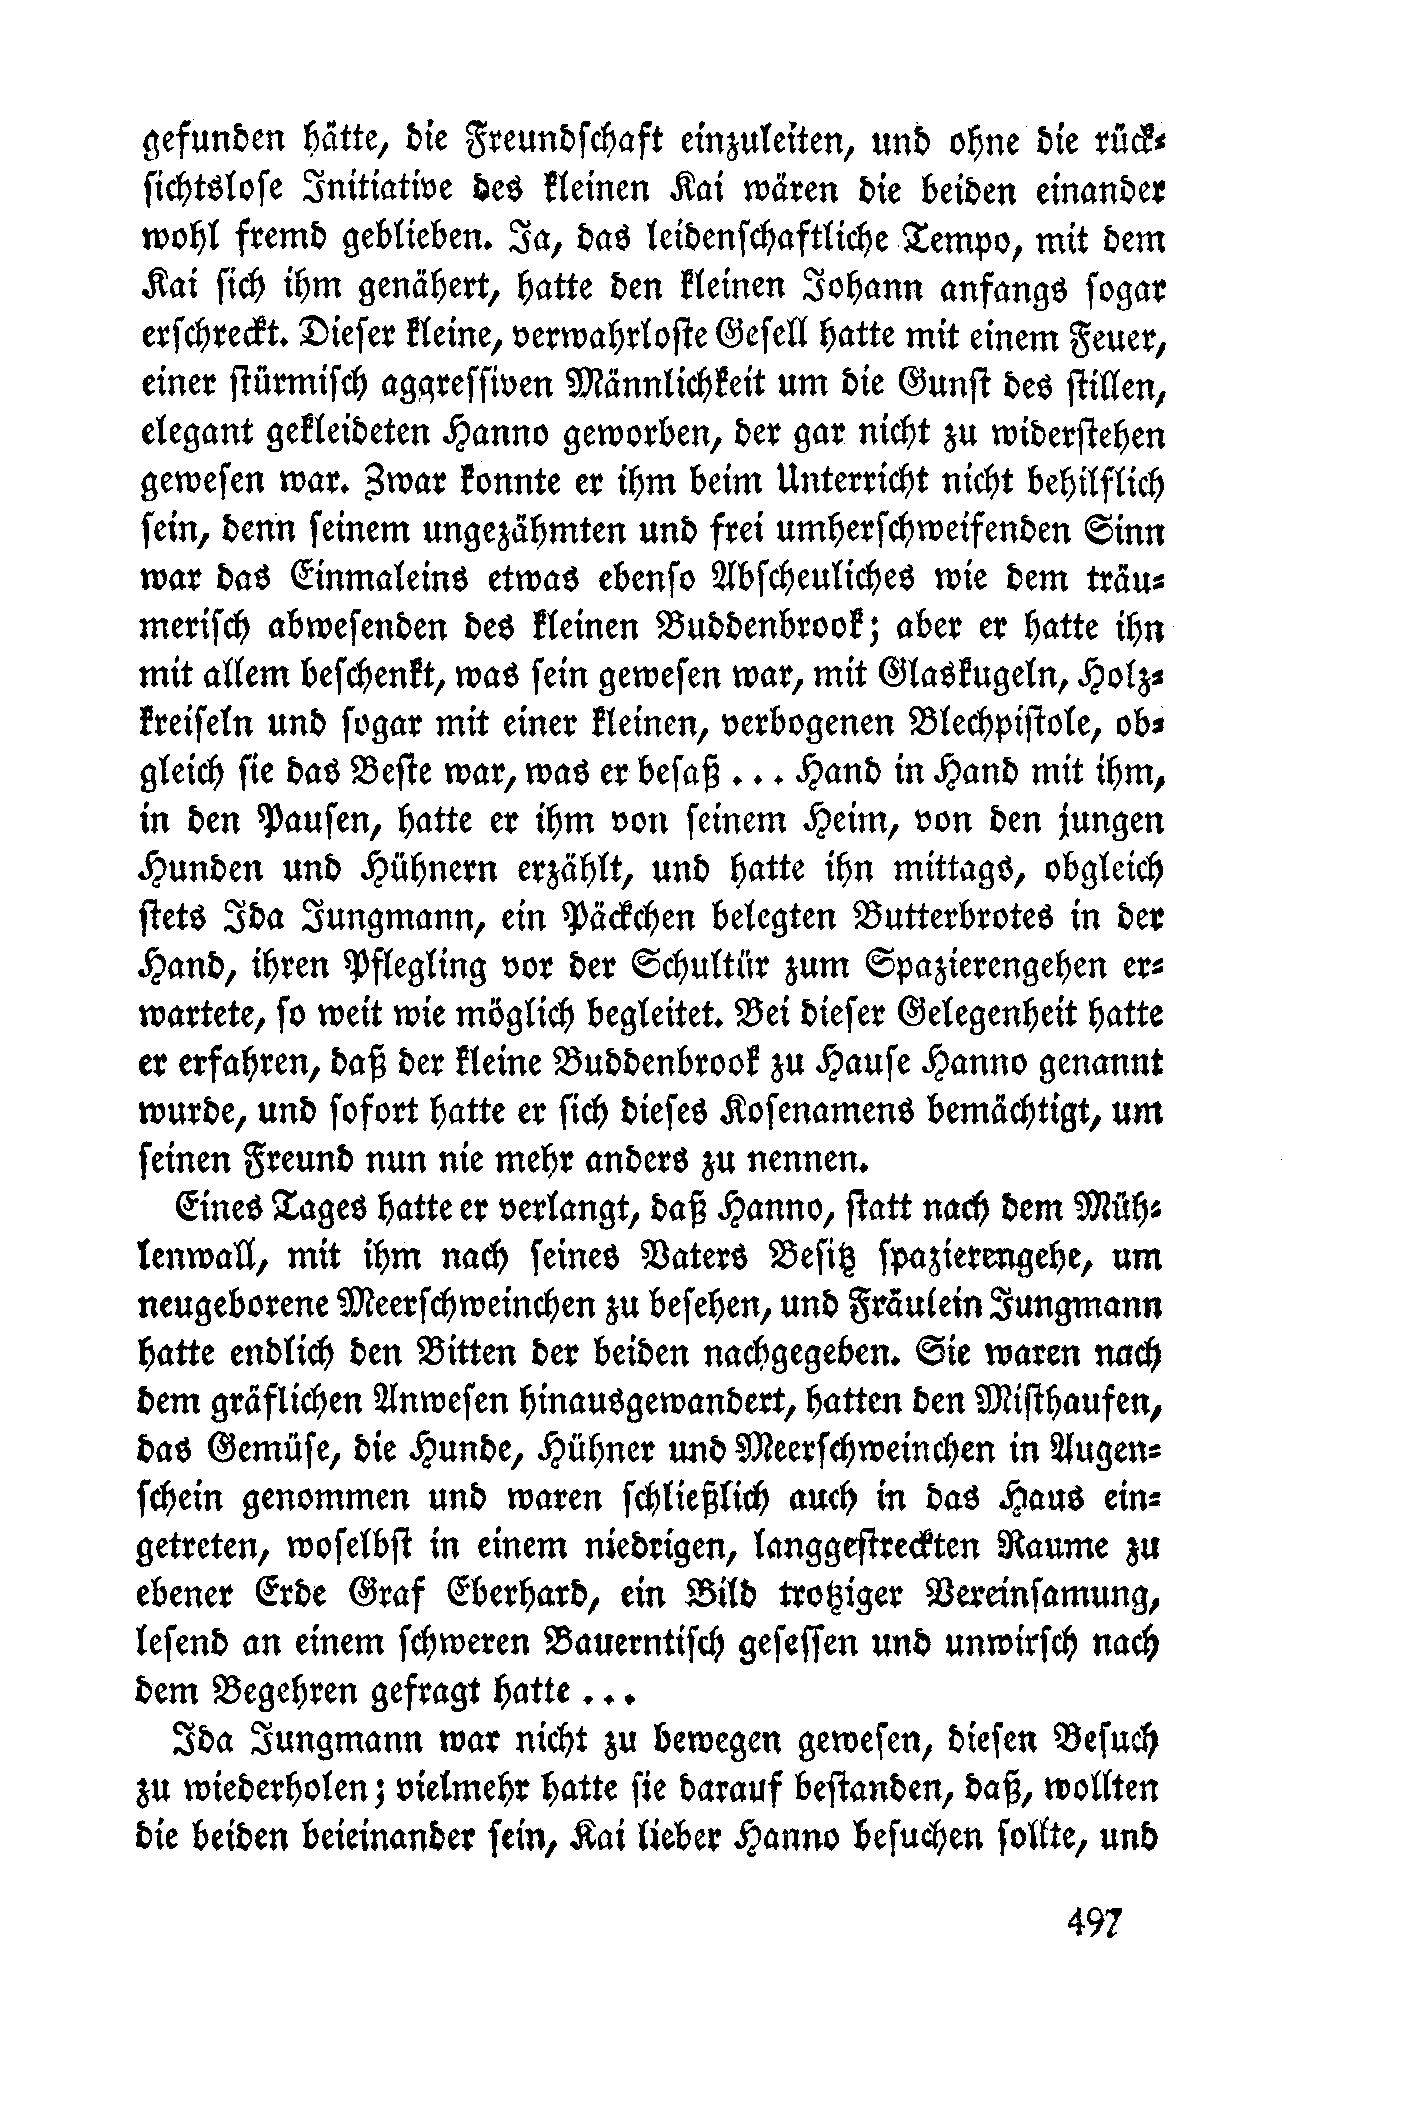 gefunden hätte, die Freundschaft einzuleiten, und ohne die rück-
sichtslose Initiative des kleinen Kai wären die beiden einander
wohl fremd geblieben. Ja, das leidenschaftliche Tempo, mit dem
Kai sich ihm genähert, hatte den kleinen Johann anfangs sogar
erschreckt. Dieser kleine, verwahrloste Gesell hatte mit einem Feuer,
einer stürmisch aggressiven Männlichkeit um die Gunst des stillen,
elegant gekleideten Hanno geworben, der gar nicht zu widerstehen
gewesen war. Zwar konnte er ihm beim Unterricht nicht behilflich
sein, denn seinem ungezähmten und frei umherschweifenden Sinn
war das Einmaleins etwas ebenso Abscheuliches wie dem träu-
merisch abwesenden des kleinen Buddenbrook; aber er hatte ihn
mit allem beschenkt, was sein gewesen war, mit Glaskugeln, Holz-
kreiseln und sogar mit einer kleinen, verbogenen Blechpistole, ob-
gleich sie das Beste war, was er besaß ... Hand in Hand mit ihm,
in den Pausen, hatte er ihm von seinem Heim, von den jungen
Hunden und Hühnern erzählt, und hatte ihn mittags, obgleich
stets Ida Jungmann, ein Päckchen belegten Butterbrotes in der
Hand, ihren Pflegling vor der Schultür zum Spazierengehen er-
wartete, so weit wie möglich begleitet. Bei dieser Gelegenheit hatte
er erfahren, daß der kleine Buddenbrook zu Hause Hanno genannt
wurde, und sofort hatte er sich dieses Kosenamens bemächtigt, um
seinen Freund nun nie mehr anders zu nennen.
Eines Tages hatte er verlangt, daß Hanno, statt nach dem Müh-
lenwall, mit ihm nach seines Vaters Besitz spazierengehe, um
neugeborene Meerschweinchen zu besehen, und Fräulein Jungmann
hatte endlich den Bitten der beiden nachgegeben. Sie waren nach
dem gräflichen Anwesen hinausgewandert, hatten den Misthaufen,
das Gemüse, die Hunde, Hühner und Meerschweinchen in Augen-
schein genommen und waren schließlich auch in das Haus ein-
getreten, woselbst in einem niedrigen, langgestreckten Raume zu
ebener Erde Graf Eberhard, ein Bild trotziger Vereinsamung,
lesend an einem schweren Bauerntisch gesessen und unwirsch nach
dem Begehren gefragt hatte ...
Ida Jungmann war nicht zu bewegen gewesen, diesen Besuch
zu wiederholen; vielmehr hatte sie darauf bestanden, daß, wollten
die beiden beieinander sein, Kai lieber Hanno besuchen sollte, und
497